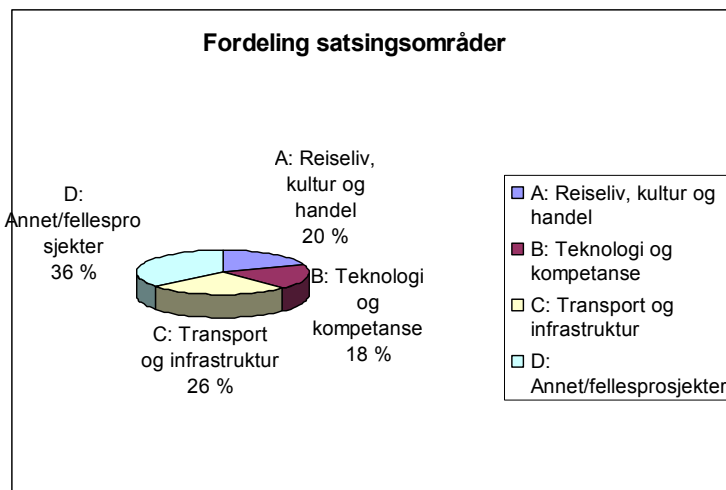 Fordeling satsingsområder
A: Reiseliv,
kultur og
handel
20 %
B: Teknologi
og
kompetanse
18 %
C: Transport
og infrastruktur
26 %
D:
Annet/fellespro
sjekter
36 %
A: Reiseliv, kultur og
handel
B: Teknologi og
kompetanse
C: Transport og
infrastruktur
D:
Annet/fellesprosjekter